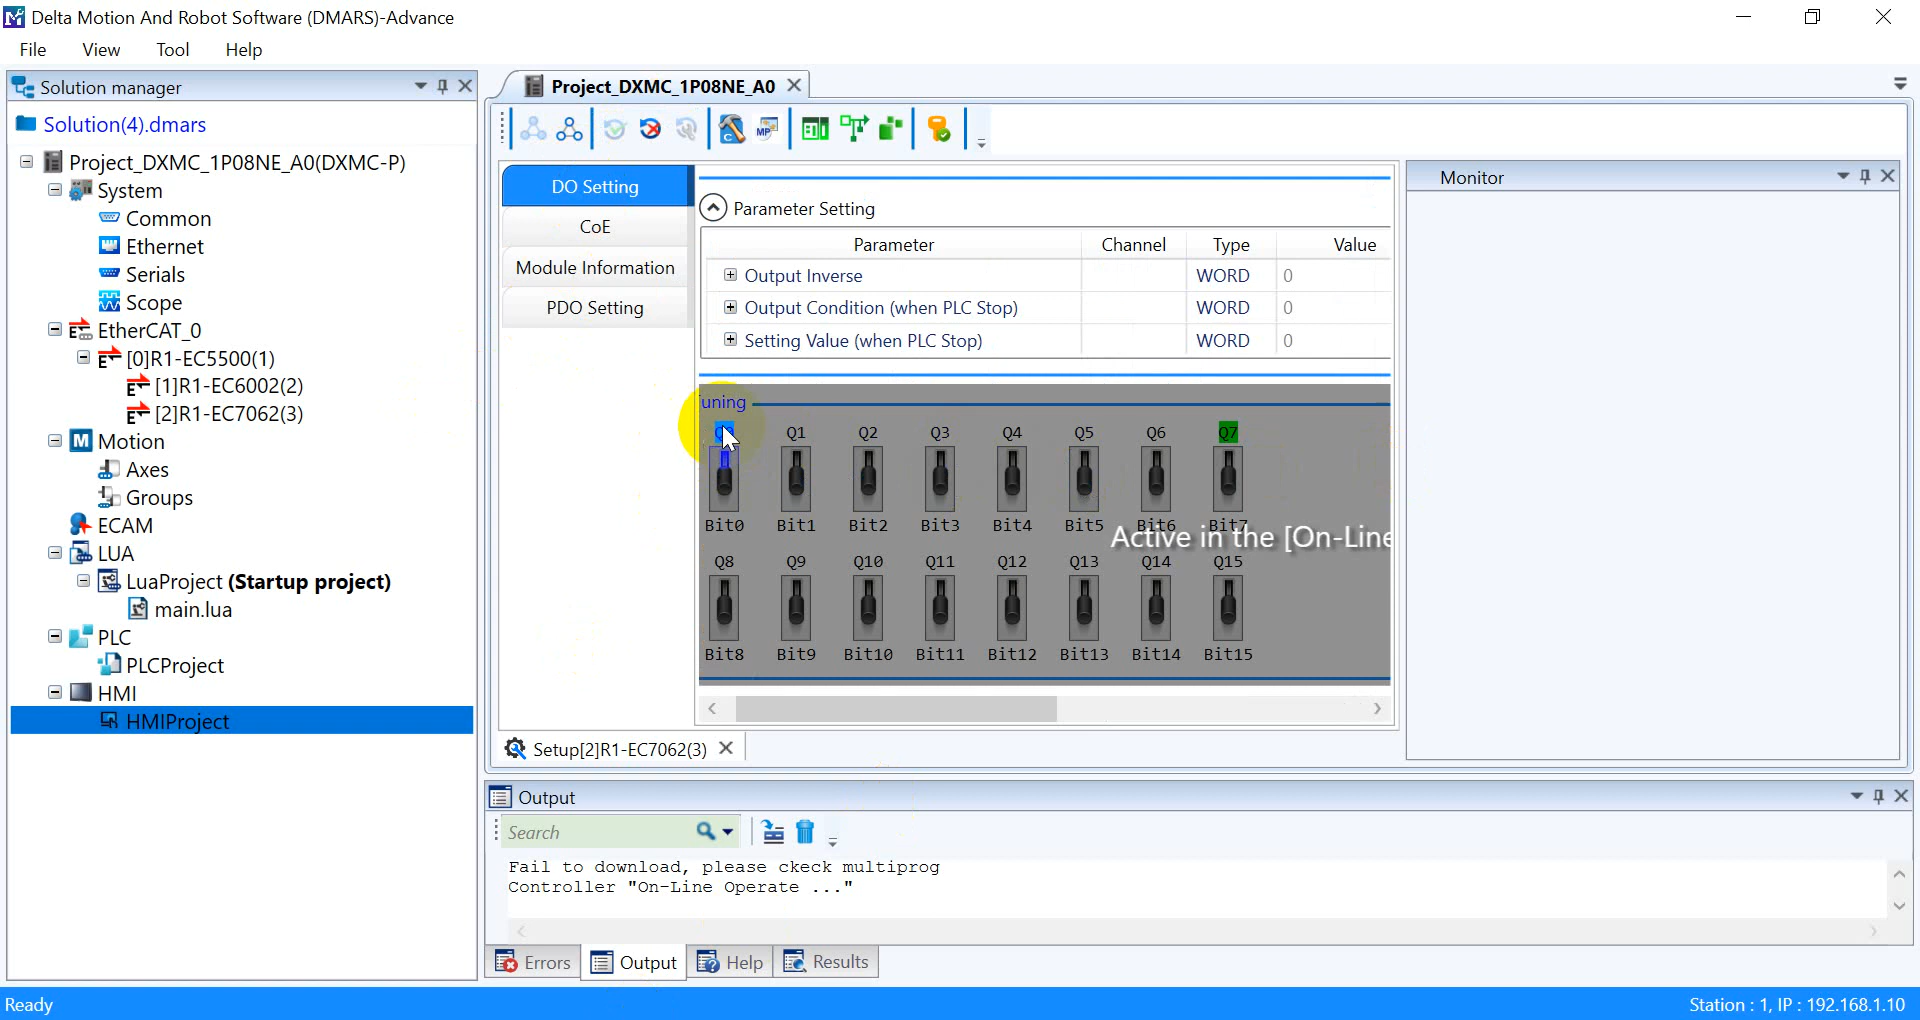 Delta Motion And Robot Software (DMARS)-Advance
File View Tool Help
Solution manager
Solution(4).dmars
Project_DXMC_1P08NE_A0(DXMC-P)
System
Common
Ethernet
Serials
Scope
EtherCAT_0
[0]R1-EC5500(1)
[1]R1-EC6002(2)
[2]R1-EC7062(3)
Motion
Axes
Groups
ECAM
LUA
LuaProject (Startup project)
main.lua
PLC
PLCProject
HMI
HMIProject
Project_DXMC_1P08NE_A0
C MP
DO Setting
CoE
Module Information
PDO Setting
Parameter Setting
Parameter Channel Type Value
Output Inverse WORD 0
Output Condition (when PLC Stop) WORD 0
Setting Value (when PLC Stop) WORD 0
uning
Q1 Q2 Q3 Q4 Q5 Q6 Q7
Bit0 Bit1 Bit2 Bit3 Bit4 Bit5 Bit6 Bit7
Active in the [On-Line
Q8 Q9 Q10 Q11 Q12 Q13 Q14 Q15
Bit8 Bit9 Bit10 Bit11 Bit12 Bit13 Bit14 Bit15
Setup[2]R1-EC7062(3)
Monitor
Output
Search
Fail to download, please ckeck multiprog
Controller "On-Line Operate ..."
Errors Output Help Results
Ready
Station : 1, IP : 192.168.1.10